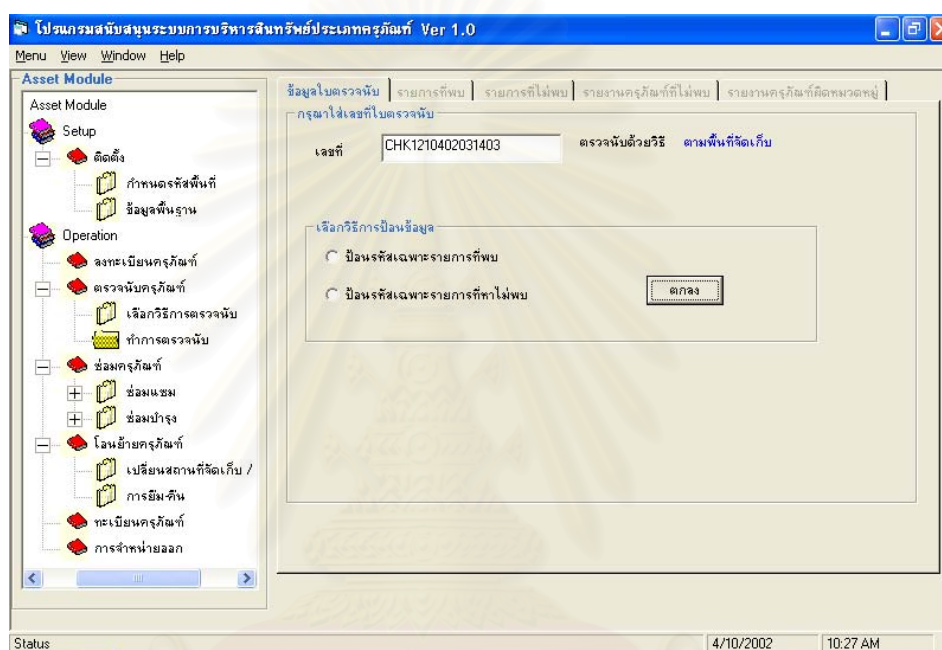 โปรแกรมสนับสนุนระบบการบริหารสินทรัพย์ประเภทครุภัณฑ์ Ver 1.0
Menu View Window Help
Asset Module
Asset Module
Setup
ติดตั้ง
กำหนดรหัสพื้นที่
ข้อมูลพื้นฐาน
Operation
ลงทะเบียนครุภัณฑ์
ตรวจนับครุภัณฑ์
เลือกวิธีการตรวจนับ
ทำการตรวจนับ
ซ่อมครุภัณฑ์
ซ่อมแซม
ซ่อมบำรุง
โอนย้ายครุภัณฑ์
เปลี่ยนสถานที่จัดเก็บ /
การยืม-คืน
ทะเบียนครุภัณฑ์
การจำหน่ายออก
ข้อมูลใบตรวจนับ รายการที่พบ รายการที่ไม่พบ รายงานครุภัณฑ์ที่ไม่พบ รายงานครุภัณฑ์ผิดหมวดหมู่
กรุณาใส่เลขที่ใบตรวจนับ
เลขที่ CHK1210402031403 ตรวจนับด้วยวิธี ตามพื้นที่จัดเก็บ
เลือกวิธีการป้อนข้อมูล
ป้อนรหัสเฉพาะรายการที่พบ
ป้อนรหัสเฉพาะรายการที่หาไม่พบ
ตกลง
Status 4/10/2002 10:27 AM